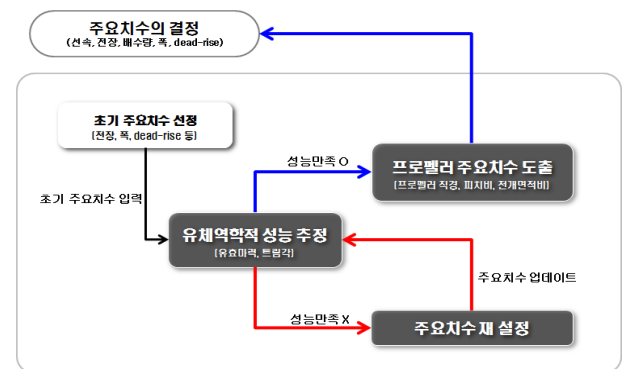 주요치수의 결정
(선속, 전장, 배수량, 폭, dead-rise)
초기 주요치수 선정
(전장, 폭, dead-rise 등)
성능만족 O
프로펠러 주요치수 도출
(프로펠러 직경, 피치비, 전개면적비)
초기 주요치수 입력
유체역학적 성능 추정
(유효마력, 트림각)
주요치수 업데이트
성능만족 X
주요치수 재 설정